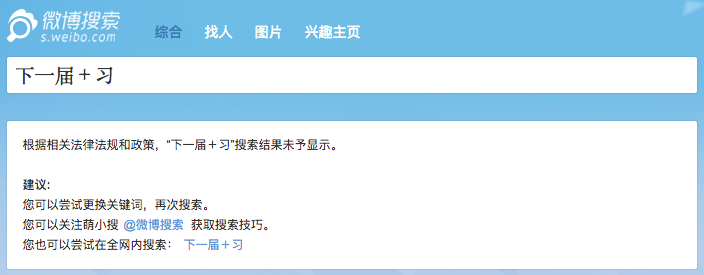 微博搜索
s.weibo.com
综合 找人 图片 兴趣主页
下一届＋习
根据相关法律法规和政策，“下一届＋习”搜索结果未予显示。
建议:
您可以尝试更换关键词，再次搜索。
您可以关注萌小搜 @微博搜索 获取搜索技巧。
您也可以尝试在全网内搜索： 下一届＋习